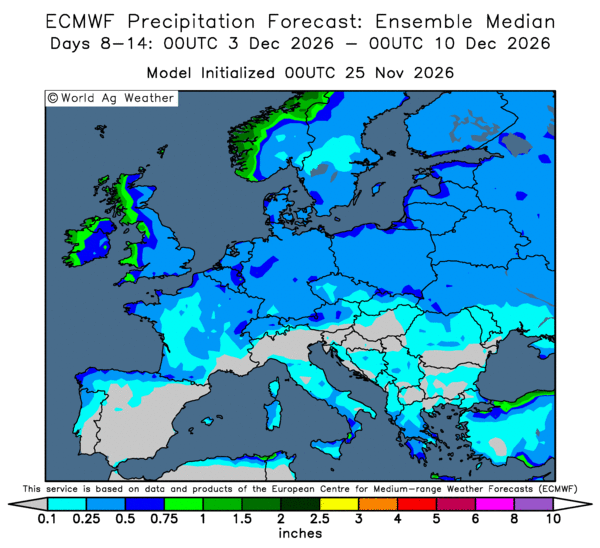 ECMWF Precipitation Forecast: Ensemble Median
Days 8-14: 00UTC 3 Dec 2026 - 00UTC 10 Dec 2026
Model Initialized 00UTC 25 Nov 2026
© World Ag Weather
This service is based on data and products of the European Centre for Medium-range Weather Forecasts (ECMWF)
0.1 0.25 0.5 0.75 1 1.5 2 2.5 3 4 5 6 8 10
inches